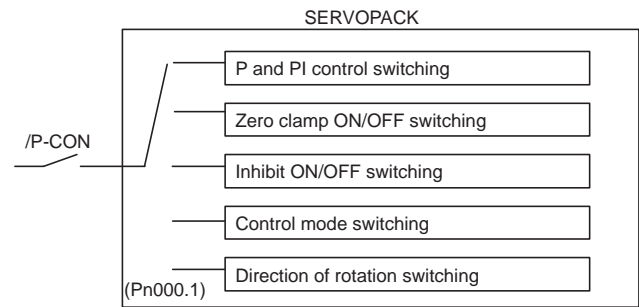 SERVOPACK
P and PI control switching
Zero clamp ON/OFF switching
/P-CON
Inhibit ON/OFF switching
Control mode switching
Direction of rotation switching
(Pn000.1)